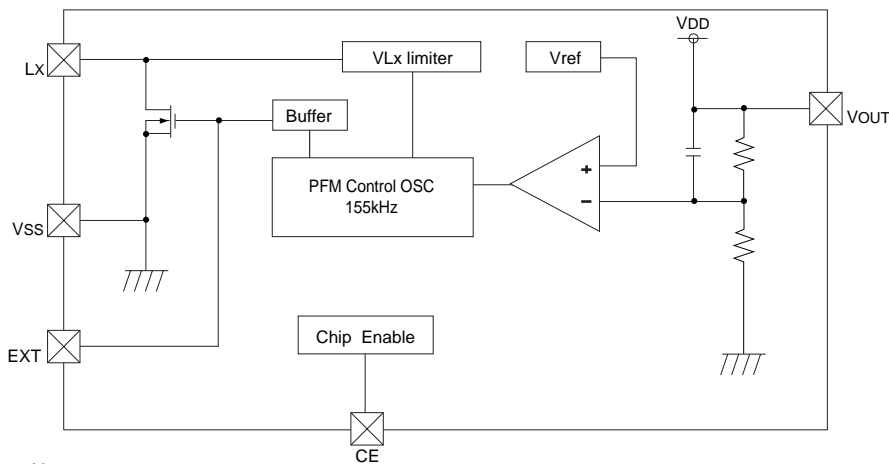 VDD
VLx limiter
Vref
LX
Buffer
VOUT
PFM Control OSC
155kHz
+
−
VSS
Chip Enable
EXT
CE